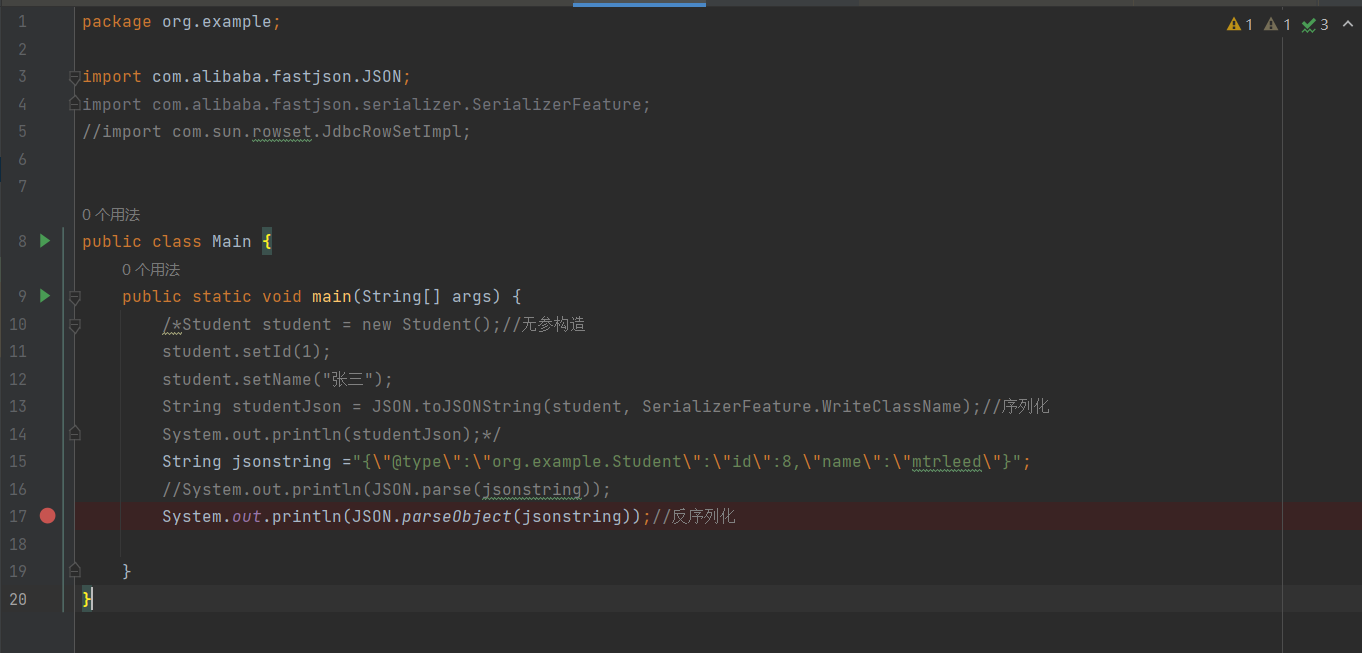 1 package org.example; 1 1 3
2
3 import com.alibaba.fastjson.JSON;
4 import com.alibaba.fastjson.serializer.SerializerFeature;
5 //import com.sun.rowset.JdbcRowSetImpl;
6
7
0 个用法
8 public class Main {
0 个用法
9 public static void main(String[] args) {
10 /*Student student = new Student();//无参构造
11 student.setId(1);
12 student.setName("张三");
13 String studentJson = JSON.toJSONString(student, SerializerFeature.WriteClassName);//序列化
14 System.out.println(studentJson);*/
15 String jsonstring ="{\"@type\":\"org.example.Student\":\"id\":8,\"name\":\"mtrleed\"}";
16 //System.out.println(JSON.parse(jsonstring));
17 System.out.println(JSON.parseObject(jsonstring));//反序列化
18
19 }
20 }